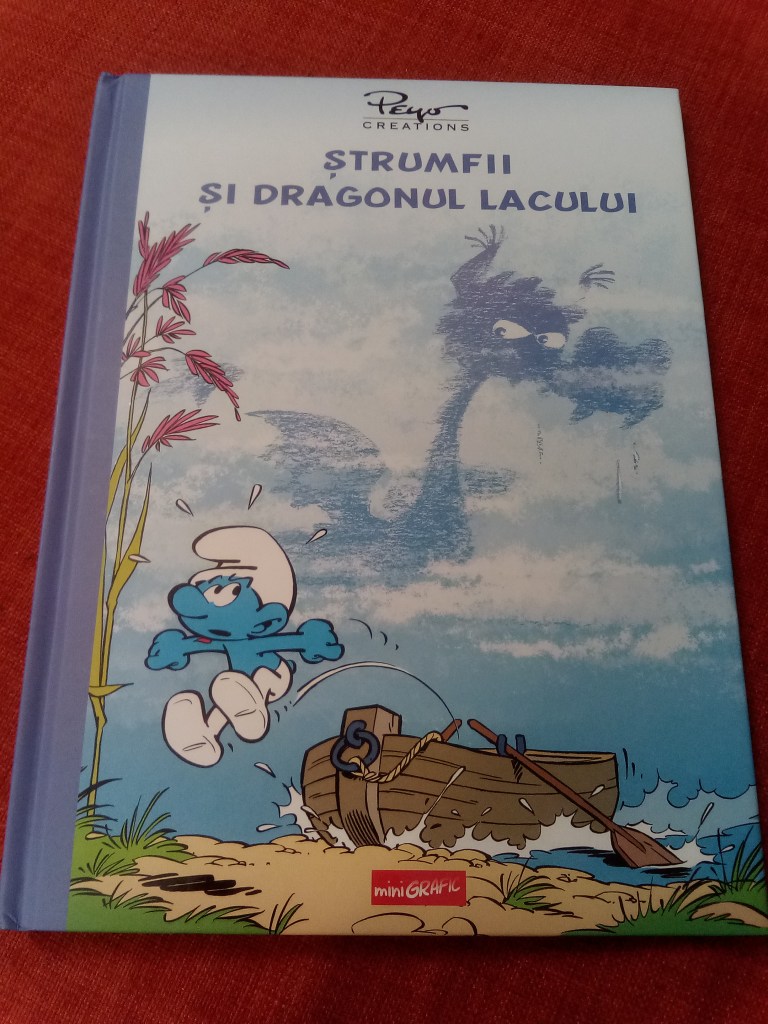 Peyo
CREATIONS
ȘTRUMFII
ȘI DRAGONUL LACULUI
miniGRAFIC